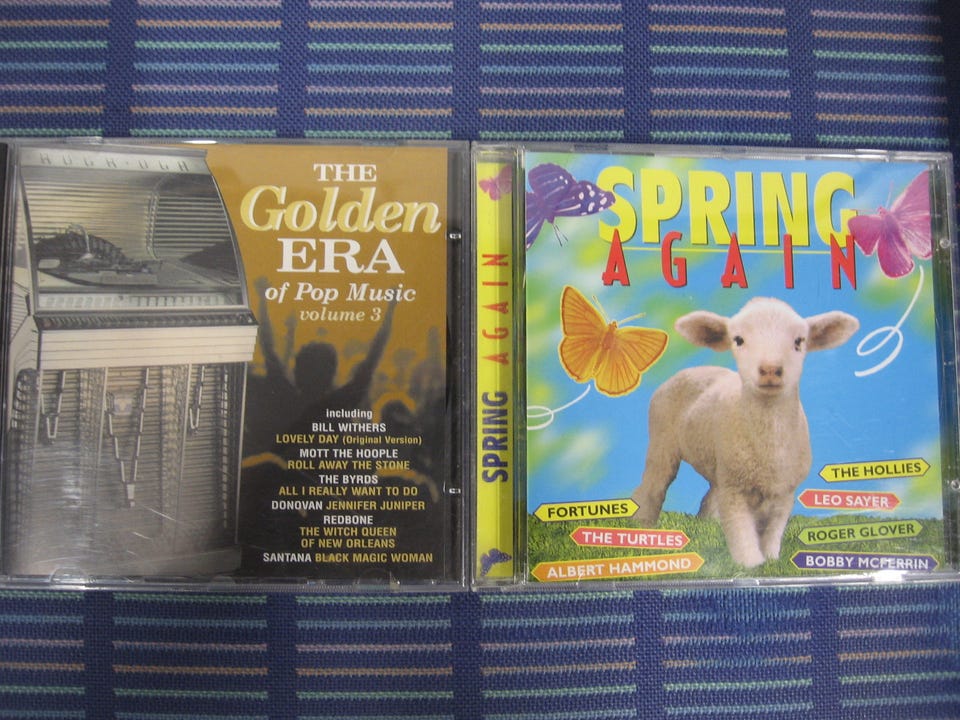 ROCK-OLA
THE
Golden
ERA
of Pop Music
volume 3
including
BILL WITHERS
LOVELY DAY (Original Version)
MOTT THE HOOPLE
ROLL AWAY THE STONE
THE BYRDS
ALL I REALLY WANT TO DO
DONOVAN JENNIFER JUNIPER
REDBONE
THE WITCH QUEEN
OF NEW ORLEANS
SANTANA BLACK MAGIC WOMAN
SPRING AGAIN
SPRING
AGAIN
FORTUNES
THE TURTLES
ALBERT HAMMOND
THE HOLLIES
LEO SAYER
ROGER GLOVER
BOBBY MCFERRIN